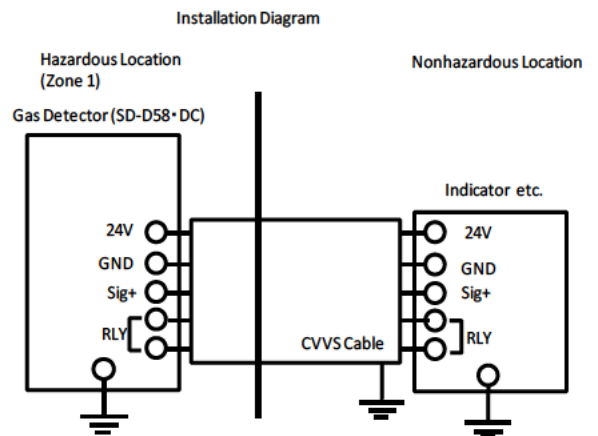 Installation Diagram
Hazardous Location
(Zone 1)
Nonhazardous Location
Gas Detector (SD-D58・DC)
Indicator etc.
24V
GND
Sig+
RLY
CVVS Cable
24V
GND
Sig+
RLY